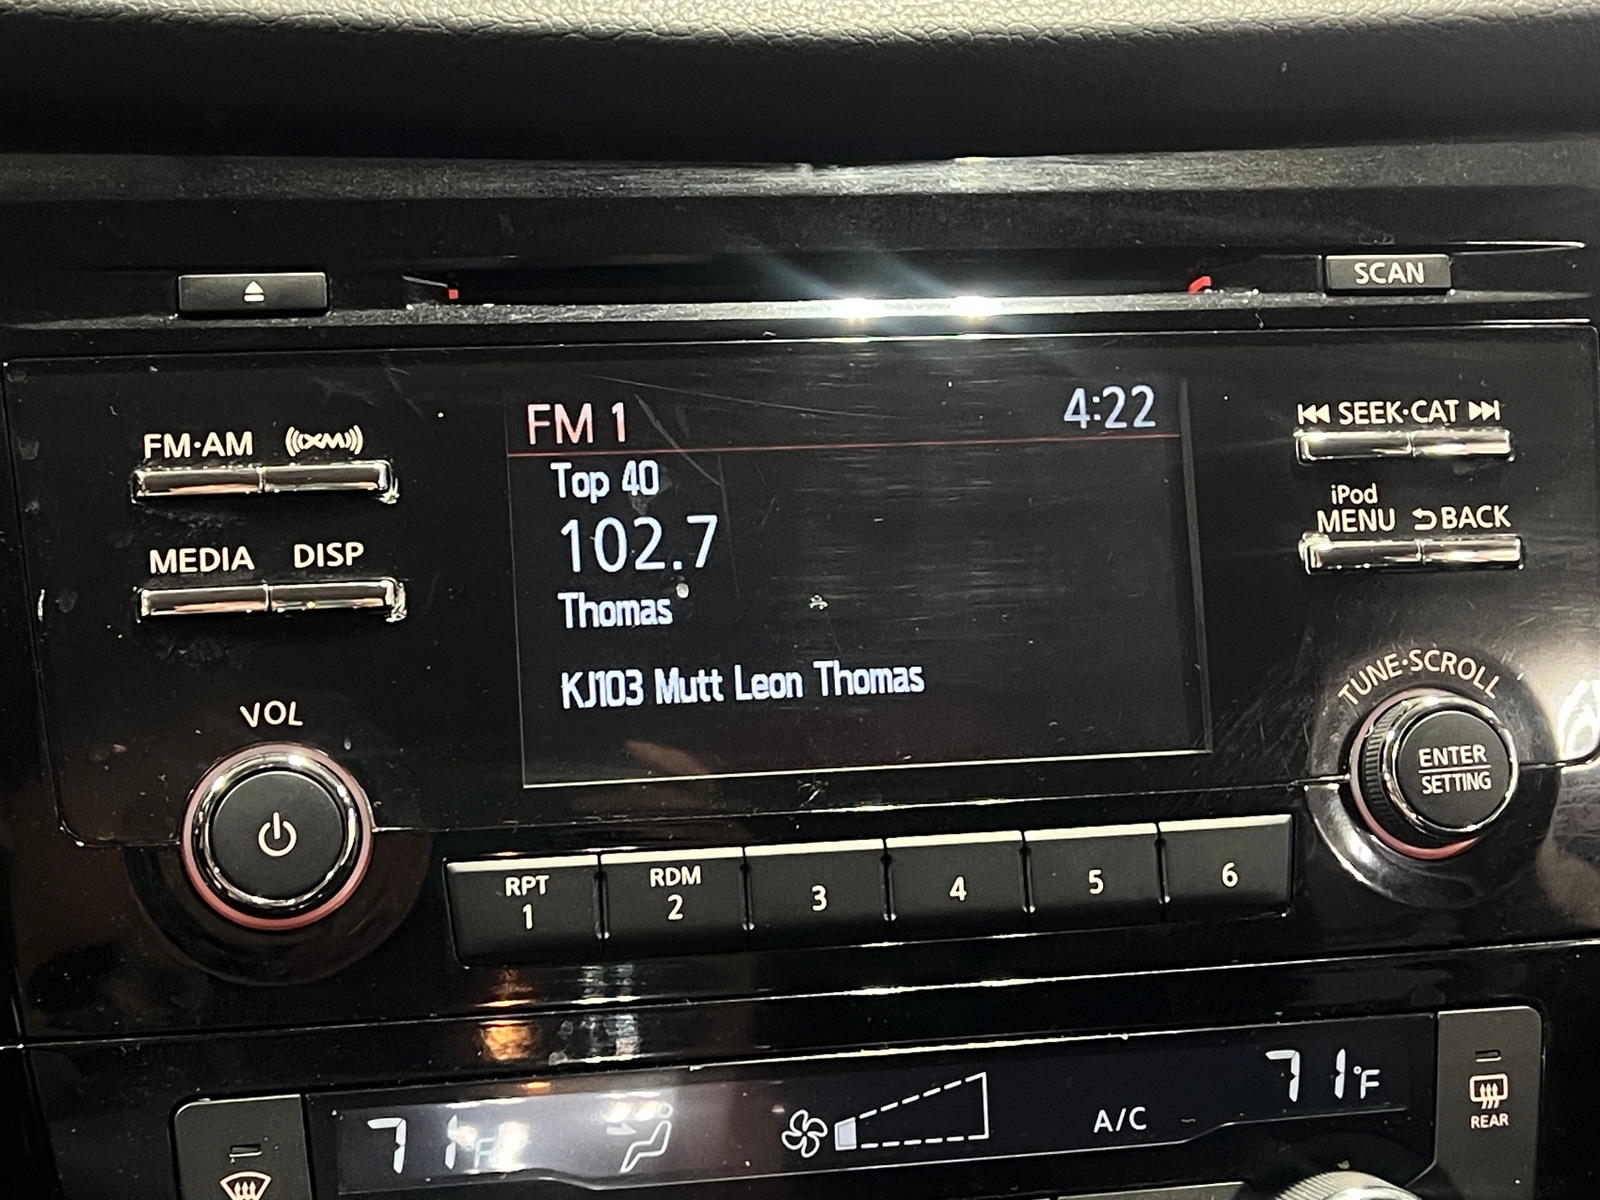 SCAN
FM 1 4:22
FM·AM XM
SEEK·CAT
Top 40
iPod
MENU BACK
102.7
MEDIA DISP
Thomas
KJ103 Mutt Leon Thomas
TUNE·SCROLL
VOL
ENTER
SETTING
RPT
1
RDM
2
3
4
5
6
71°F
A/C
71°F
REAR